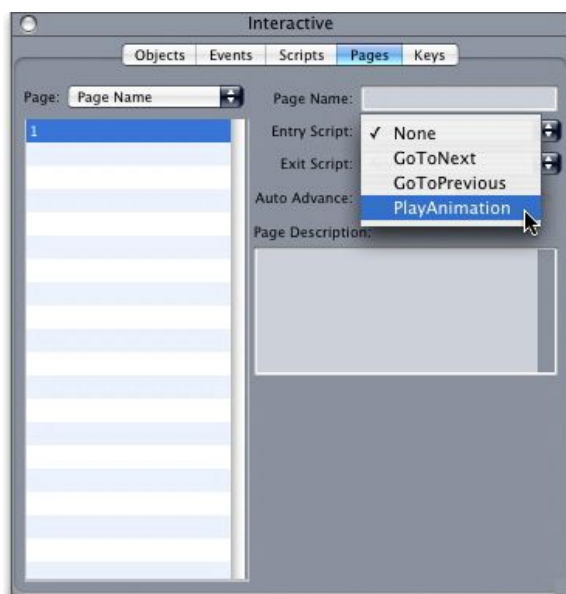 Interactive
Objects Events Scripts Pages Keys
Page: Page Name
1
Page Name:
Entry Script:
✓ None
GoToNext
GoToPrevious
PlayAnimation
Exit Script:
Auto Advance:
Page Description: